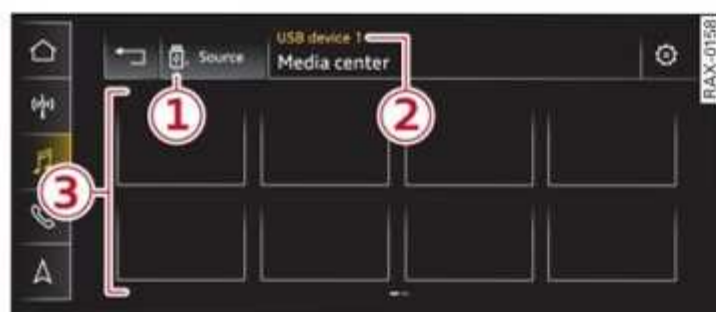 USB device 1
Source
Media center
1
2
3
RAX-0158